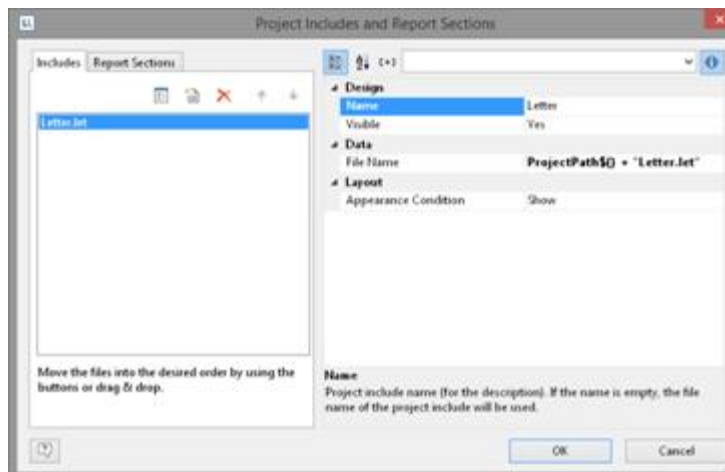 LL
Project Includes and Report Sections
Includes Report Sections
Letter.let
Move the files into the desired order by using the
buttons or drag & drop.
Design
Name Letter
Visible Yes
Data
File Name ProjectPath$() + "Letter.let"
Layout
Appearance Condition Show
Name
Project include name (for the description). If the name is empty, the file
name of the project include will be used.
OK Cancel